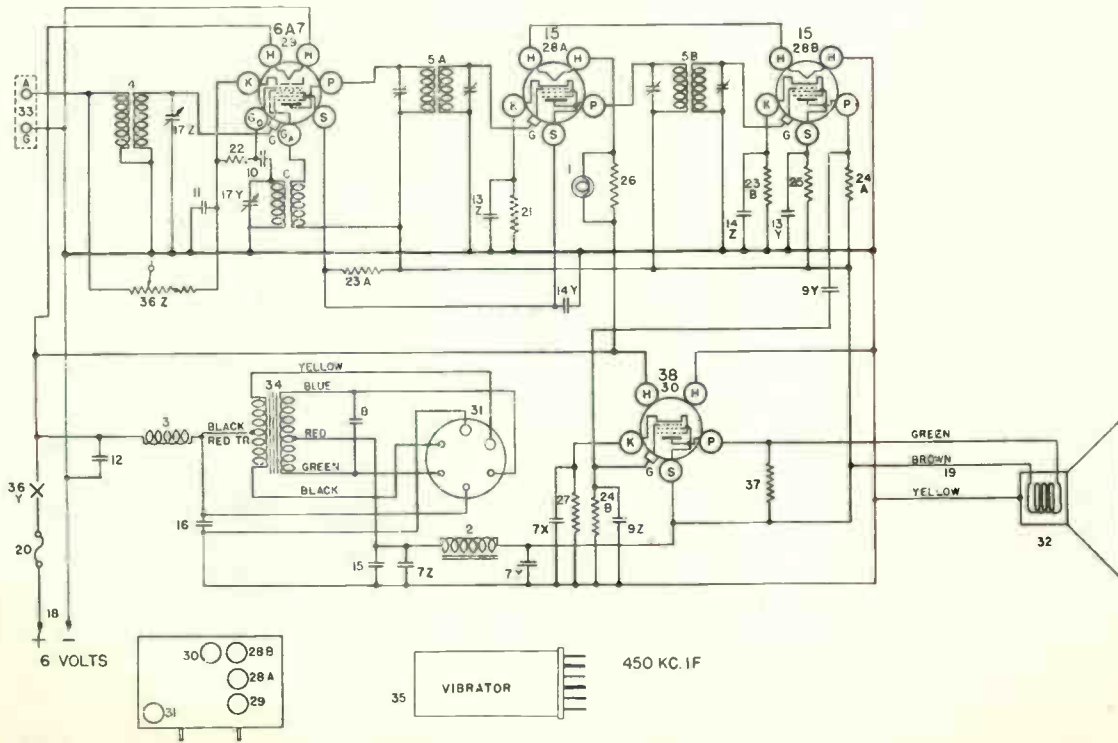 6A7
29
H H
K P
G₀ G G_A S
15
28A
H H
K P
G S
15
28B
H H
K P
G S
A
33
G
4
17Z
5A
5B
22
10
11
17Y
13
Z
21
1
26
14
Z
23
B
13
Y
25
24
A
36Z
23A
14Y
9Y
38
30
H H
K P
G S
3
12
BLACK
RED TR.
34
YELLOW
BLUE
8
RED
GREEN
BLACK
31
16
15
7Z
2
7Y
7X
27
24
B
9Z
37
GREEN
BROWN
19
YELLOW
32
36
Y
20
18
+ −
6 VOLTS
30 28B
28A
29
31
35 VIBRATOR
450 KC. IF